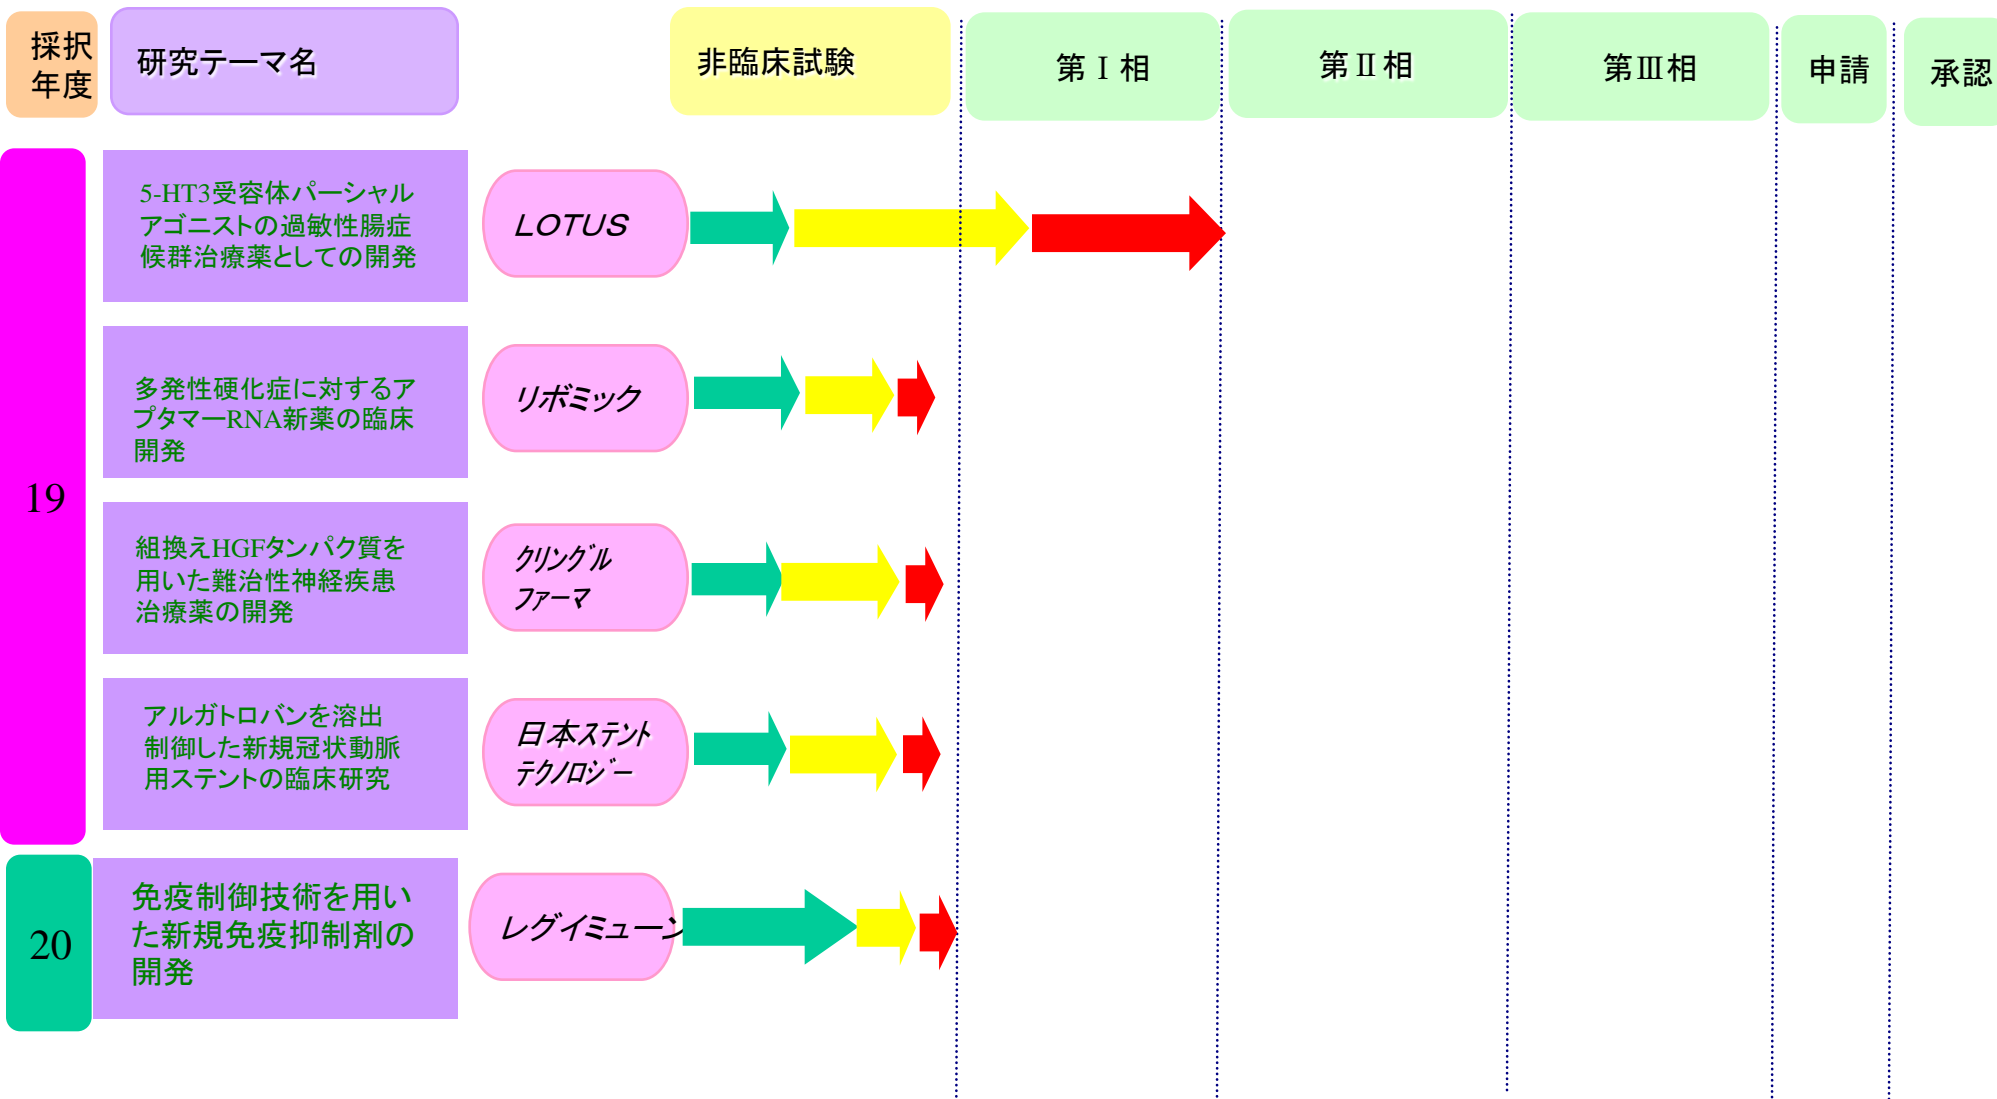 採択
年度
研究テーマ名
非臨床試験
第Ⅰ相
第Ⅱ相
第Ⅲ相
申請
承認
19
5-HT3受容体パーシャル
アゴニストの過敏性腸症
候群治療薬としての開発
LOTUS
多発性硬化症に対するア
プタマーRNA新薬の臨床
開発
リボミック
組換えHGFタンパク質を
用いた難治性神経疾患
治療薬の開発
クリングル
ファーマ
アルガトロバンを溶出
制御した新規冠状動脈
用ステントの臨床研究
日本ステント
テクノロジー
20
免疫制御技術を用い
た新規免疫抑制剤の
開発
レグイミューン